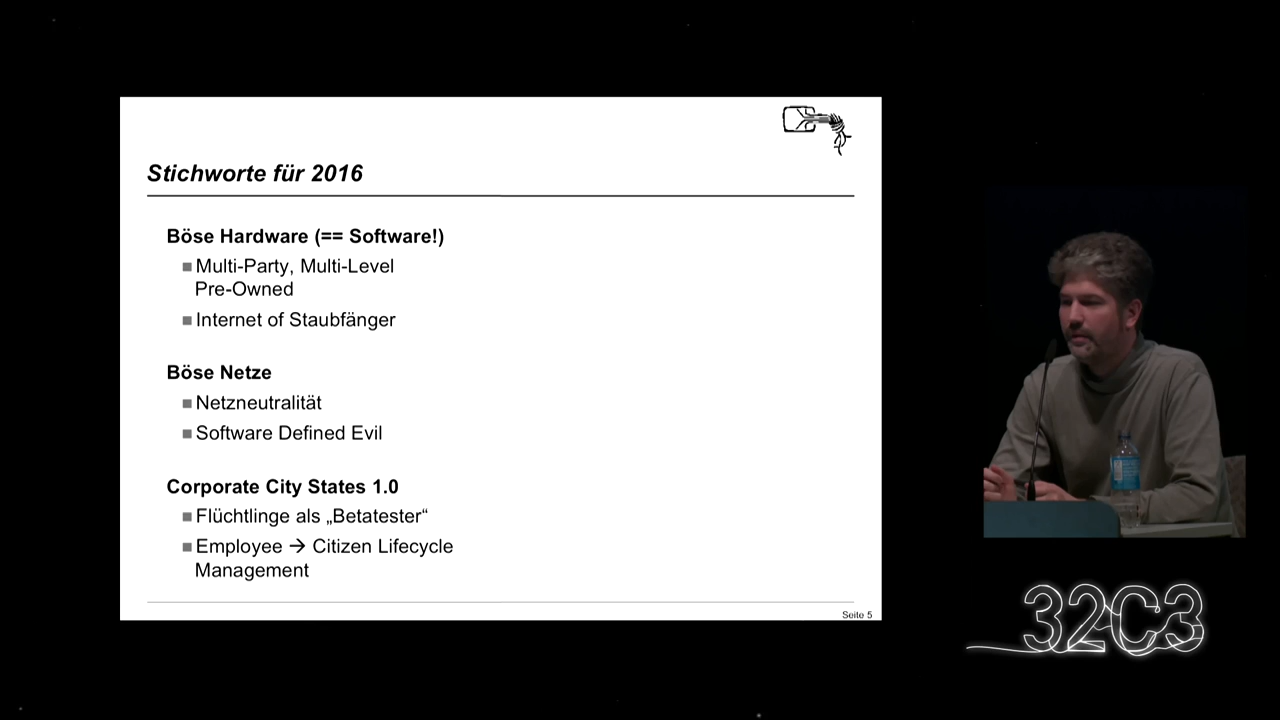 Stichworte für 2016
Böse Hardware (== Software!)
Multi-Party, Multi-Level
Pre-Owned
Internet of Staubfänger
Böse Netze
Netzneutralität
Software Defined Evil
Corporate City States 1.0
Flüchtlinge als „Betatester“
Employee → Citizen Lifecycle
Management
Seite 5
32C3